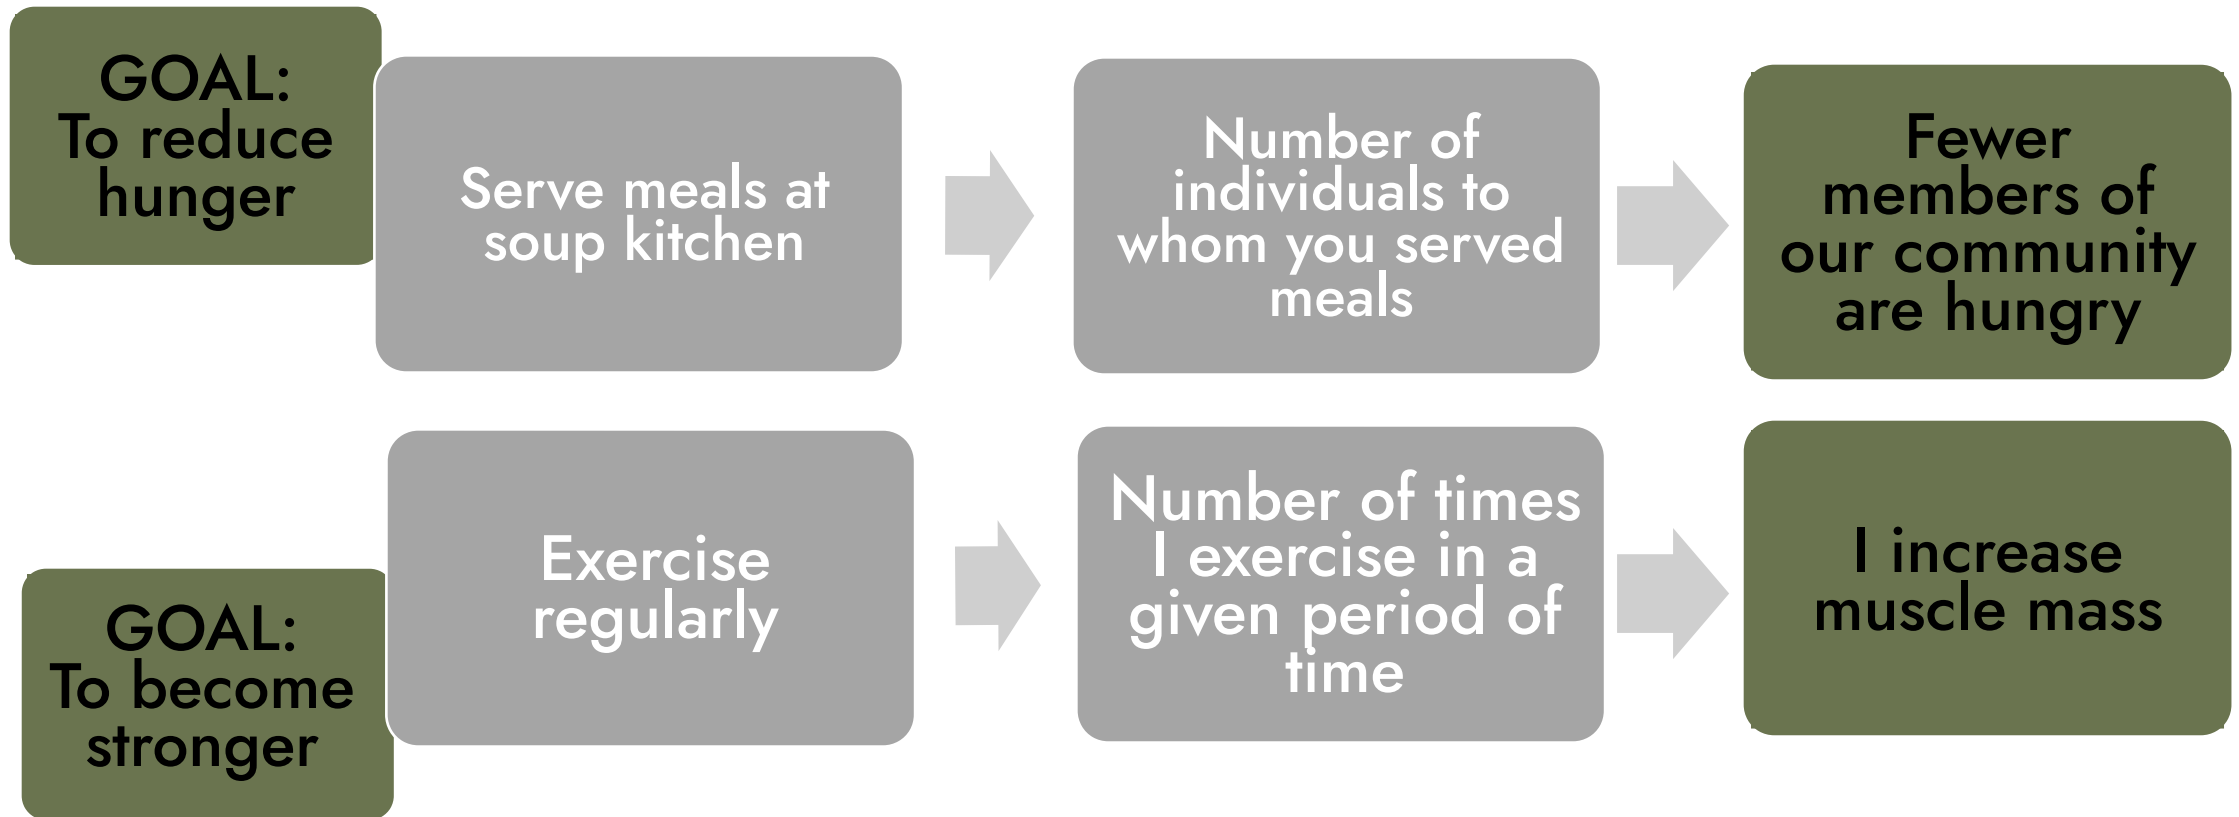 GOAL:
To reduce
hunger
Serve meals at
soup kitchen
Number of
individuals to
whom you served
meals
Fewer
members of
our community
are hungry
GOAL:
To become
stronger
Exercise
regularly
Number of times
I exercise in a
given period of
time
I increase
muscle mass